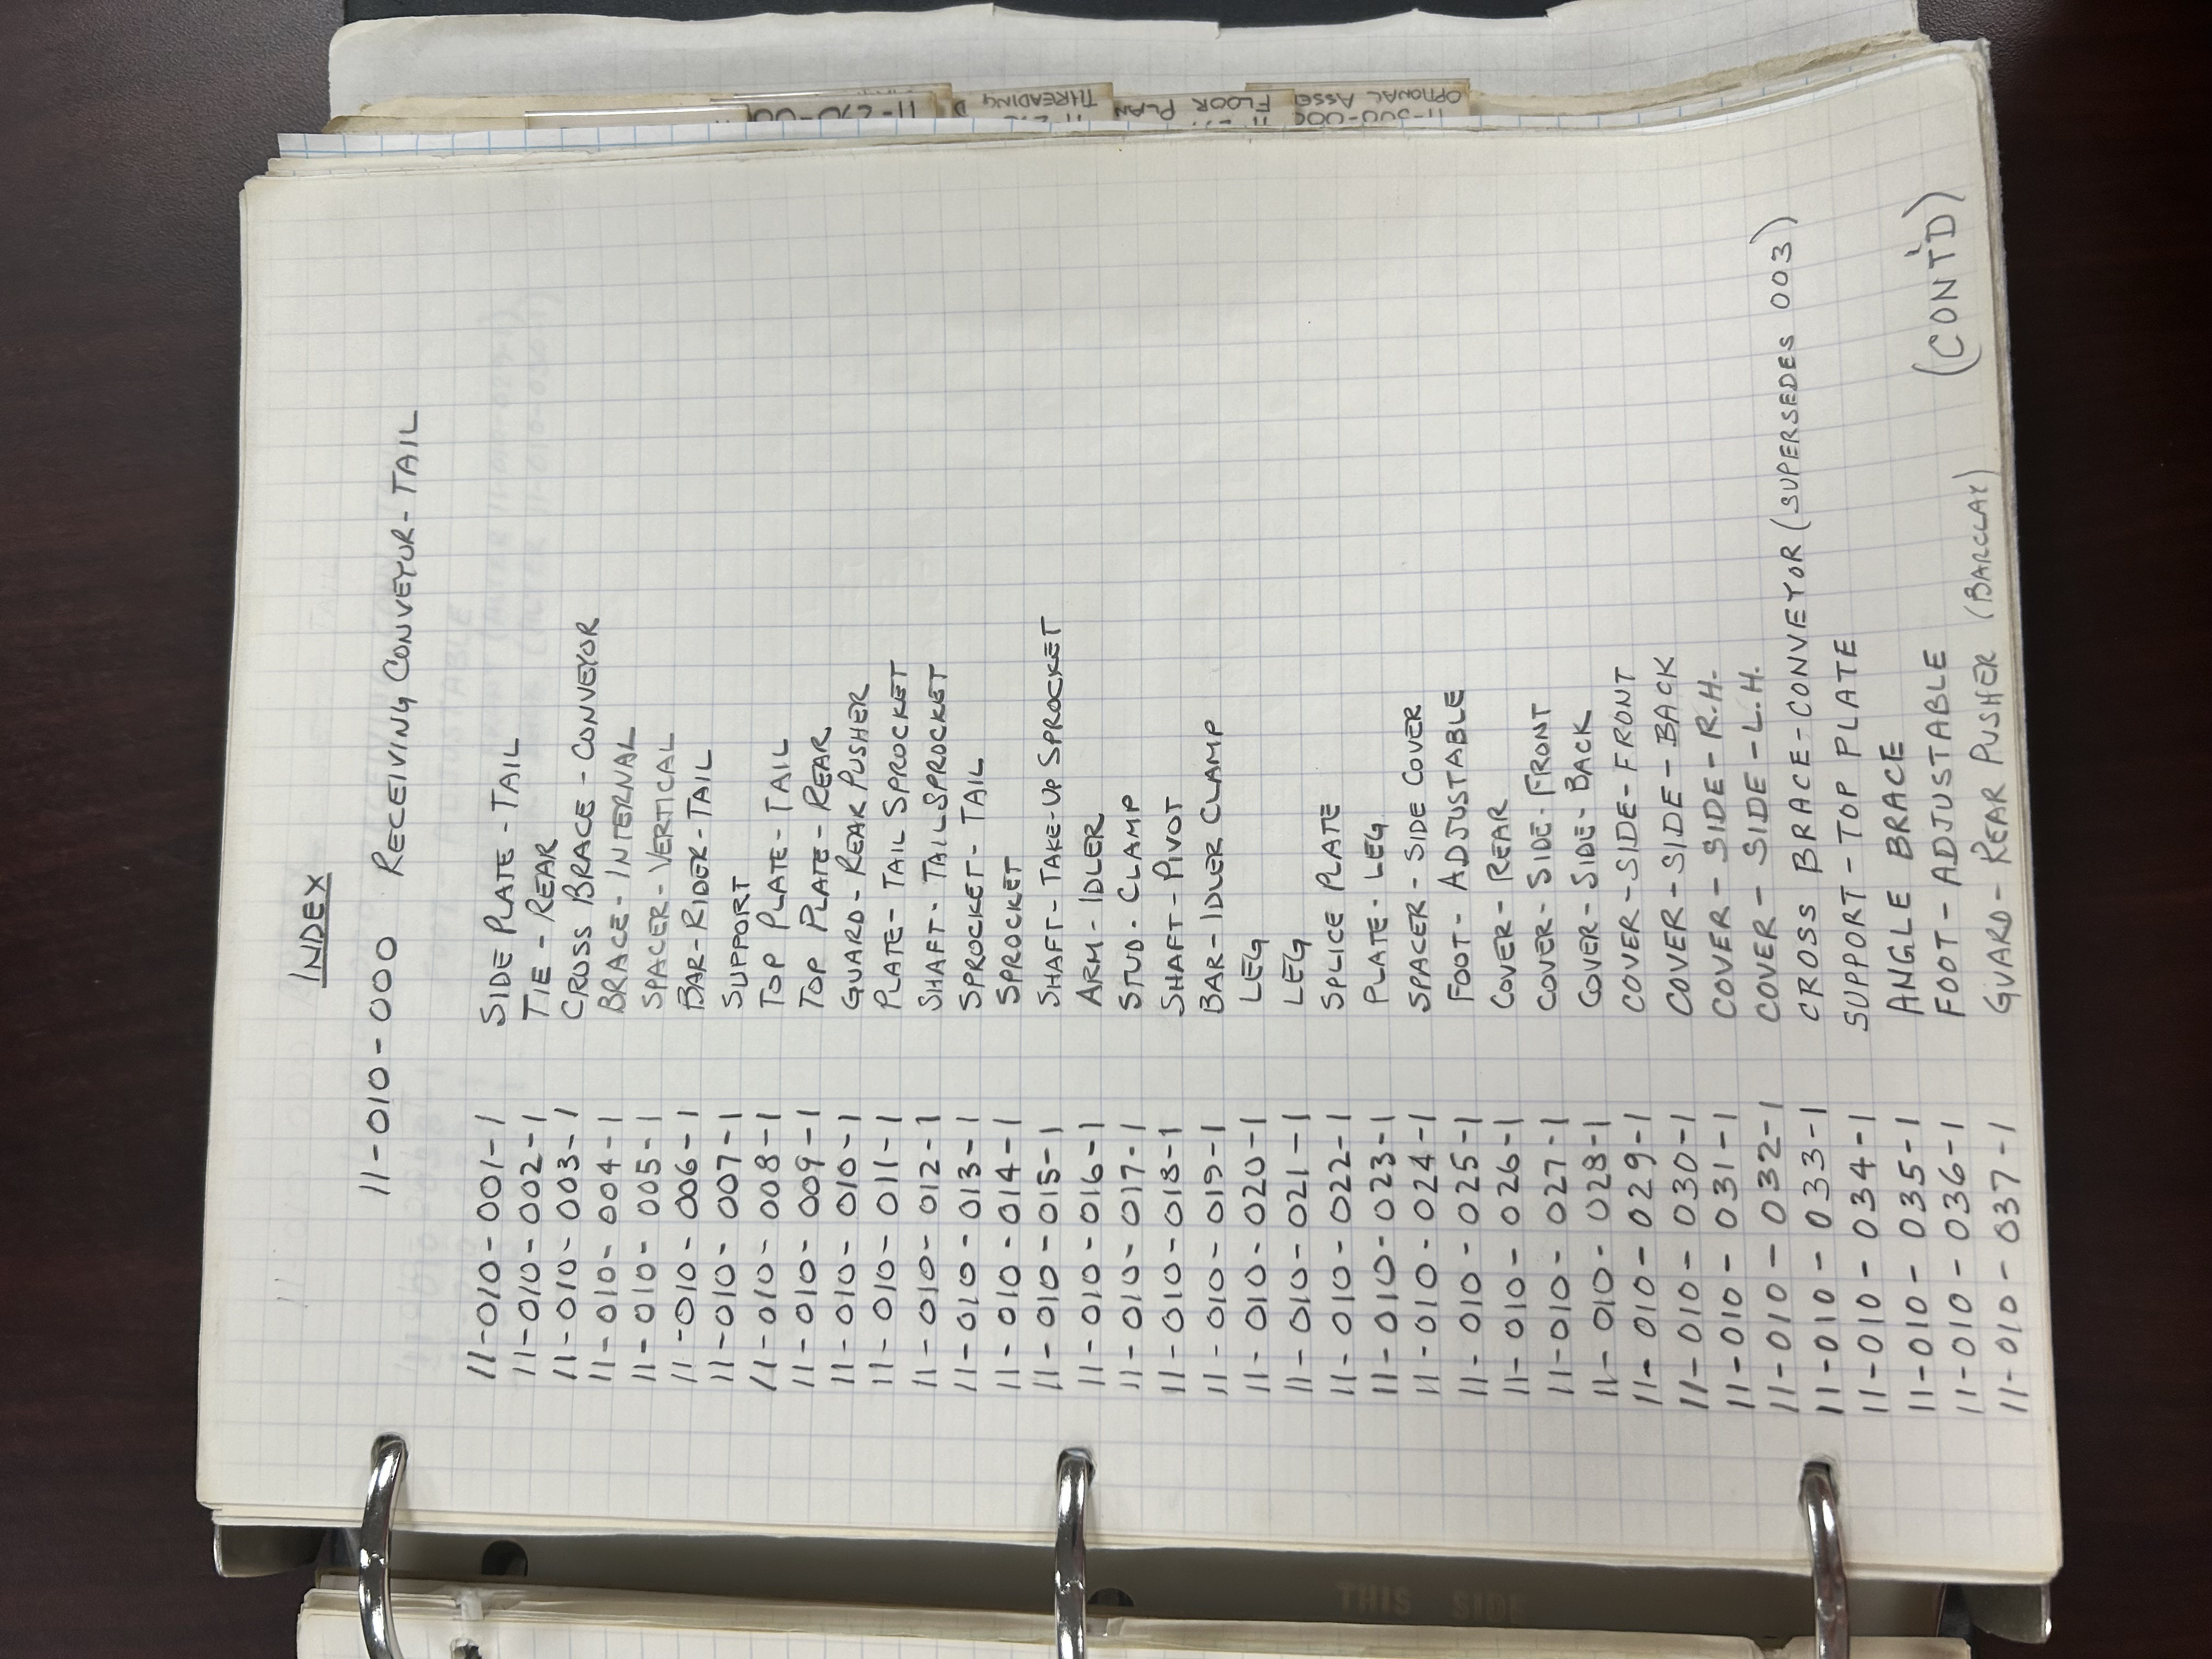 INDEX
11-010-000 RECEIVING CONVEYOR-TAIL
11-010-001-1 SIDE PLATE-TAIL
11-010-002-1 TIE-REAR
11-010-003-1 CROSS BRACE-CONVEYOR
11-010-004-1 BRACE-INTERNAL
11-010-005-1 SPACER-VERTICAL
11-010-006-1 BAR-RIDER-TAIL
11-010-007-1 SUPPORT
11-010-008-1 TOP PLATE-TAIL
11-010-009-1 TOP PLATE-REAR
11-010-010-1 GUARD-REAR PUSHER
11-010-011-1 PLATE-TAIL SPROCKET
11-010-012-1 SHAFT-TAIL SPROCKET
11-010-013-1 SPROCKET-TAIL
11-010-014-1 SPROCKET
11-010-015-1 SHAFT-TAKE-UP SPROCKET
11-010-016-1 ARM-IDLER
11-010-017-1 STUD-CLAMP
11-010-018-1 SHAFT-PIVOT
11-010-019-1 BAR-IDLER CLAMP
11-010-020-1 LEG
11-010-021-1 LEG
11-010-022-1 SPLICE PLATE
11-010-023-1 PLATE-LEG
11-010-024-1 SPACER-SIDE COVER
11-010-025-1 FOOT-ADJUSTABLE
11-010-026-1 COVER-REAR
11-010-027-1 COVER-SIDE-FRONT
11-010-028-1 COVER-SIDE-BACK
11-010-029-1 COVER-SIDE-FRONT
11-010-030-1 COVER-SIDE-BACK
11-010-031-1 COVER-SIDE-R.H.
11-010-032-1 COVER-SIDE-L.H.
11-010-033-1 CROSS BRACE-CONVEYOR (SUPERSEDES 003)
11-010-034-1 SUPPORT-TOP PLATE
11-010-035-1 ANGLE BRACE
11-010-036-1 FOOT-ADJUSTABLE
11-010-037-1 GUARD-REAR PUSHER (BARCLAY)
(CONT'D)
THREADING
FLOOR PLAN
OPTIONAL
THIS SIDE